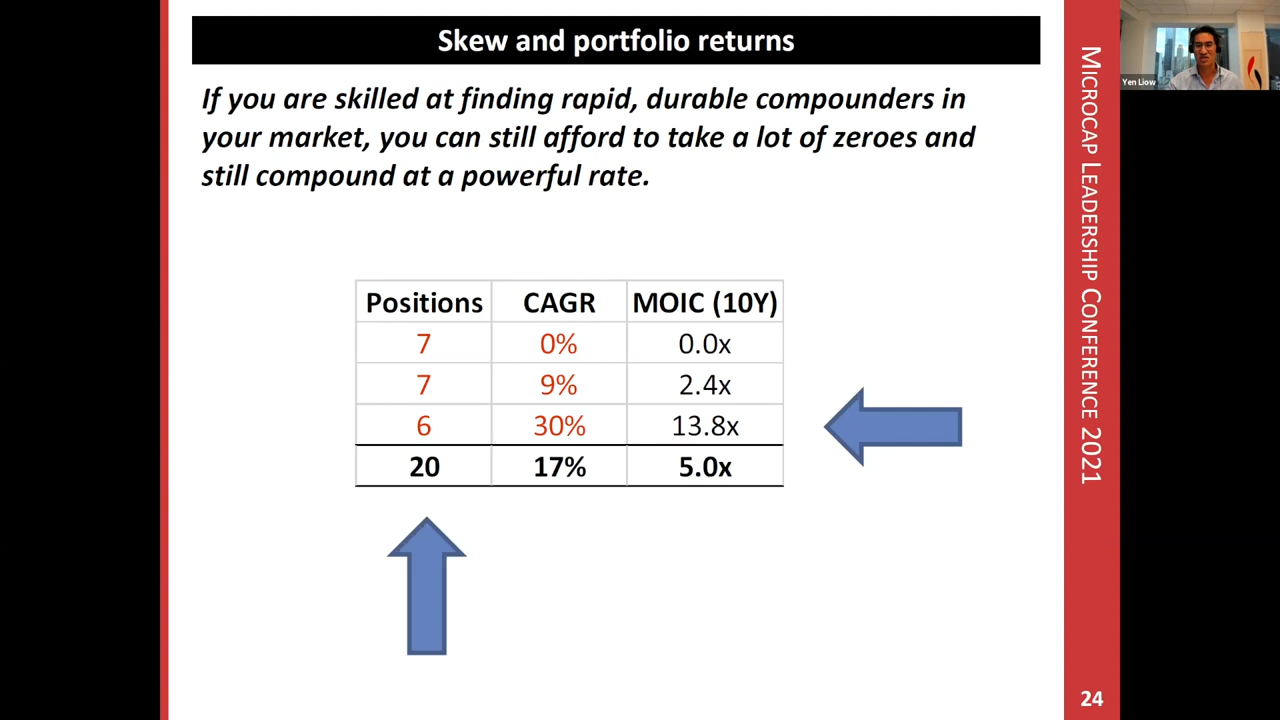 Skew and portfolio returns
If you are skilled at finding rapid, durable compounders in
your market, you can still afford to take a lot of zeroes and
still compound at a powerful rate.
Positions CAGR MOIC (10Y)
7 0% 0.0x
7 9% 2.4x
6 30% 13.8x
20 17% 5.0x
MICROCAP LEADERSHIP CONFERENCE 2021
24
Yen Liow